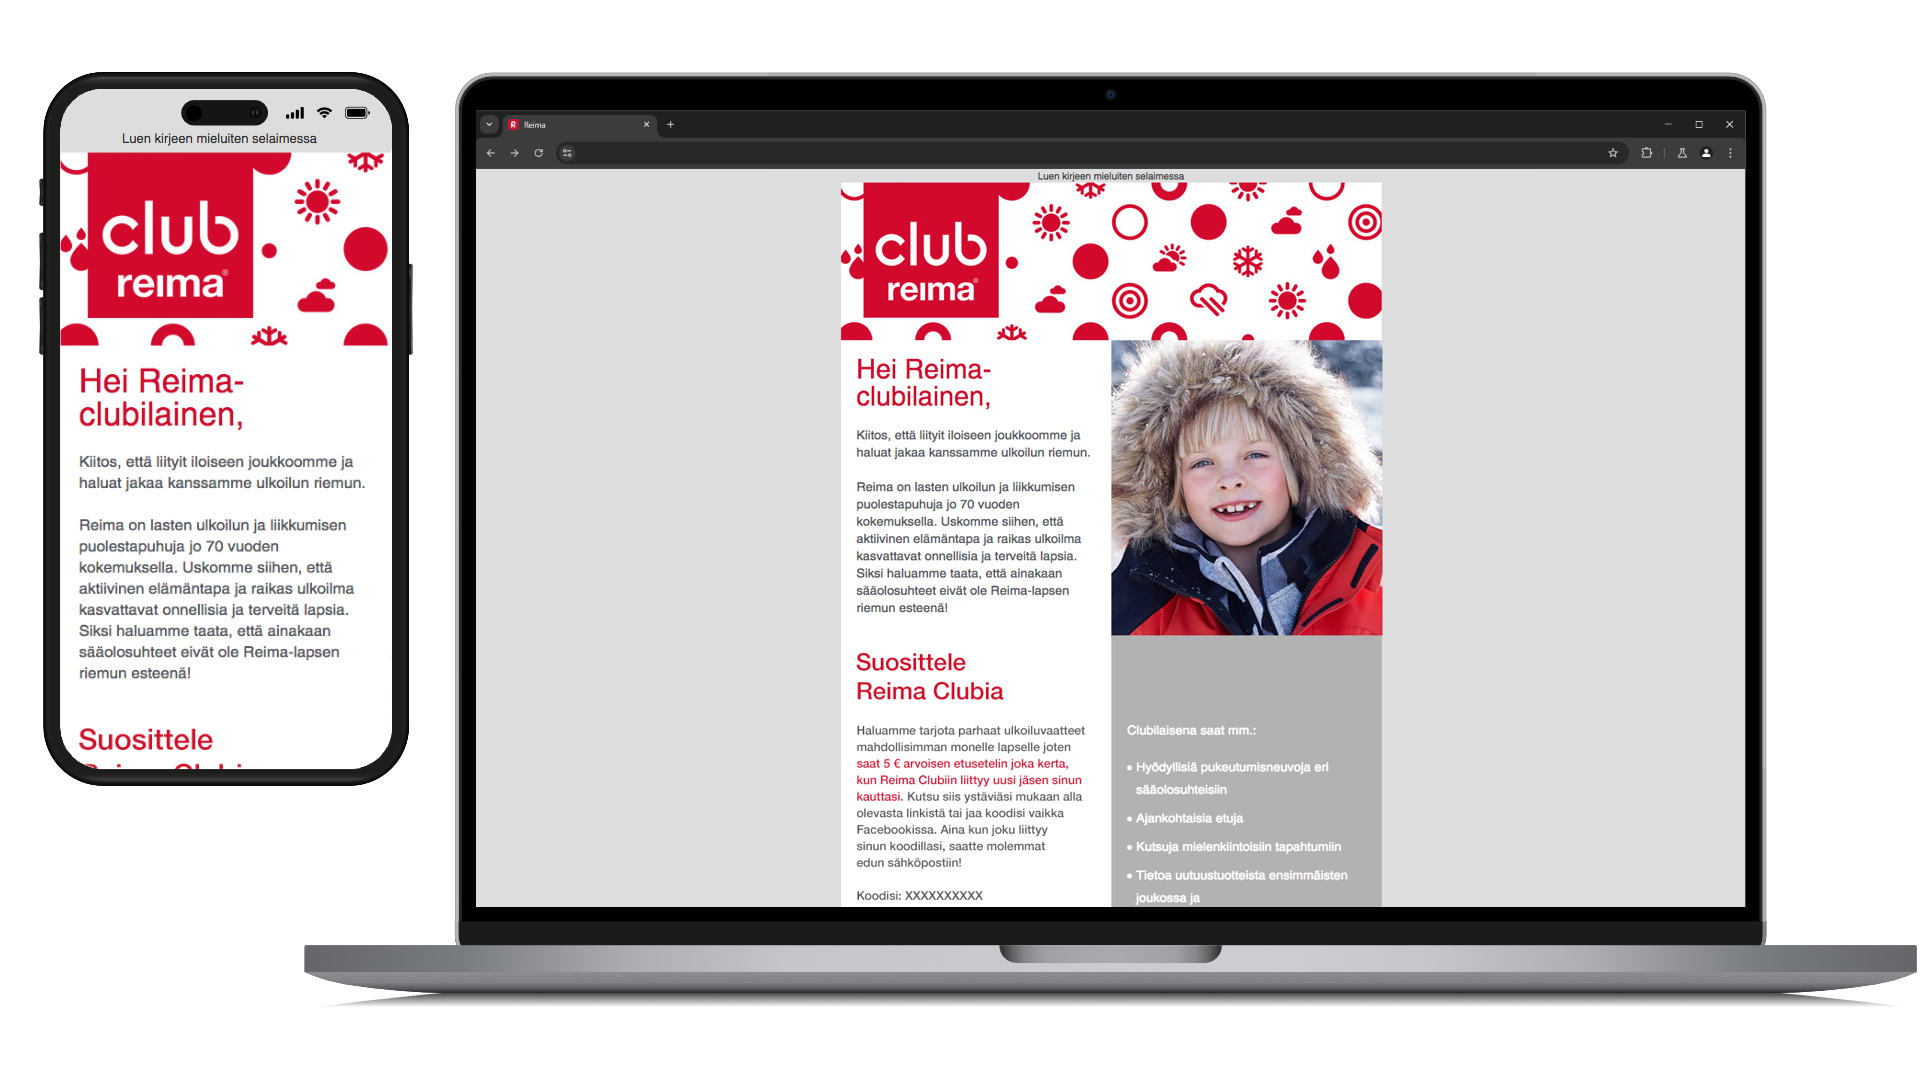 Luen kirjeen mieluiten selaimessa
club
reima®
Hei Reima-
clubilainen,
Kiitos, että liityit iloiseen joukkoomme ja
haluat jakaa kanssamme ulkoilun riemun.
Reima on lasten ulkoilun ja liikkumisen
puolestapuhuja jo 70 vuoden
kokemuksella. Uskomme siihen, että
aktiivinen elämäntapa ja raikas ulkoilma
kasvattavat onnellisia ja terveitä lapsia.
Siksi haluamme taata, että ainakaan
sääolosuhteet eivät ole Reima-lapsen
riemun esteenä!
Suosittele
R Reima
Luen kirjeen mieluiten selaimessa
club
reima®
Hei Reima-
clubilainen,
Kiitos, että liityit iloiseen joukkoomme ja
haluat jakaa kanssamme ulkoilun riemun.
Reima on lasten ulkoilun ja liikkumisen
puolestapuhuja jo 70 vuoden
kokemuksella. Uskomme siihen, että
aktiivinen elämäntapa ja raikas ulkoilma
kasvattavat onnellisia ja terveitä lapsia.
Siksi haluamme taata, että ainakaan
sääolosuhteet eivät ole Reima-lapsen
riemun esteenä!
Suosittele
Reima Clubia
Haluamme tarjota parhaat ulkoiluvaatteet
mahdollisimman monelle lapselle joten
saat 5 € arvoisen etusetelin joka kerta,
kun Reima Clubiin liittyy uusi jäsen sinun
kauttasi. Kutsu siis ystäviäsi mukaan alla
olevasta linkistä tai jaa koodisi vaikka
Facebookissa. Aina kun joku liittyy
sinun koodillasi, saatte molemmat
edun sähköpostiin!
Koodisi: XXXXXXXXXX
Clubilaisena saat mm.:
• Hyödyllisiä pukeutumisneuvoja eri
sääolosuhteisiin
• Ajankohtaisia etuja
• Kutsuja mielenkiintoisiin tapahtumiin
• Tietoa uutuustuotteista ensimmäisten
joukossa ja